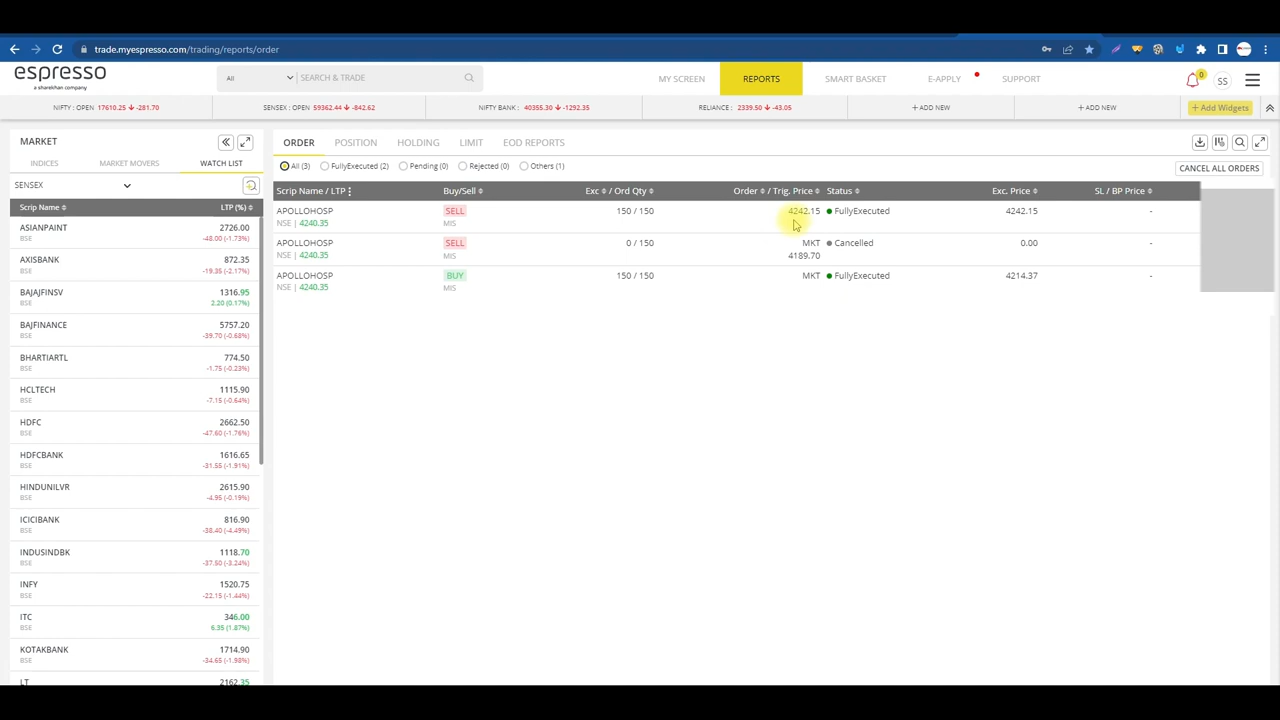 trade.myespresso.com/trading/reports/order
espresso
a sharekhan company
All
SEARCH & TRADE
MY SCREEN
REPORTS
SMART BASKET
E-APPLY
SUPPORT
0
SS
NIFTY : OPEN 17610.25 -281.70
SENSEX : OPEN 59362.44 -842.62
NIFTY BANK : 40355.30 -1292.35
RELIANCE : 2339.50 -43.05
+ ADD NEW
+ ADD NEW
+ Add Widgets
MARKET
INDICES
MARKET MOVERS
WATCH LIST
SENSEX
Scrip Name LTP (%)
ASIANPAINT 2726.00
BSE -48.00 (-1.73%)
AXISBANK 872.35
BSE -19.35 (-2.17%)
BAJAJFINSV 1316.95
BSE 2.20 (0.17%)
BAJFINANCE 5757.20
BSE -39.70 (-0.68%)
BHARTIARTL 774.50
BSE -1.75 (-0.23%)
HCLTECH 1115.90
BSE -7.15 (-0.64%)
HDFC 2662.50
BSE -47.60 (-1.76%)
HDFCBANK 1616.65
BSE -31.55 (-1.91%)
HINDUNILVR 2615.90
BSE -4.95 (-0.19%)
ICICIBANK 816.90
BSE -38.40 (-4.49%)
INDUSINDBK 1118.70
BSE -37.50 (-3.24%)
INFY 1520.75
BSE -22.15 (-1.44%)
ITC 346.00
BSE 6.35 (1.87%)
KOTAKBANK 1714.90
BSE -34.65 (-1.98%)
LT 2162.35
ORDER
POSITION
HOLDING
LIMIT
EOD REPORTS
All (3) FullyExecuted (2) Pending (0) Rejected (0) Others (1)
CANCEL ALL ORDERS
Scrip Name / LTP Buy/Sell Exc / Ord Qty Order / Trig. Price Status Exc. Price SL / BP Price
APOLLOHOSP SELL 150 / 150 4242.15 FullyExecuted 4242.15 -
NSE | 4240.35 MIS
APOLLOHOSP SELL 0 / 150 MKT Cancelled 0.00 -
NSE | 4240.35 MIS 4189.70
APOLLOHOSP BUY 150 / 150 MKT FullyExecuted 4214.37 -
NSE | 4240.35 MIS